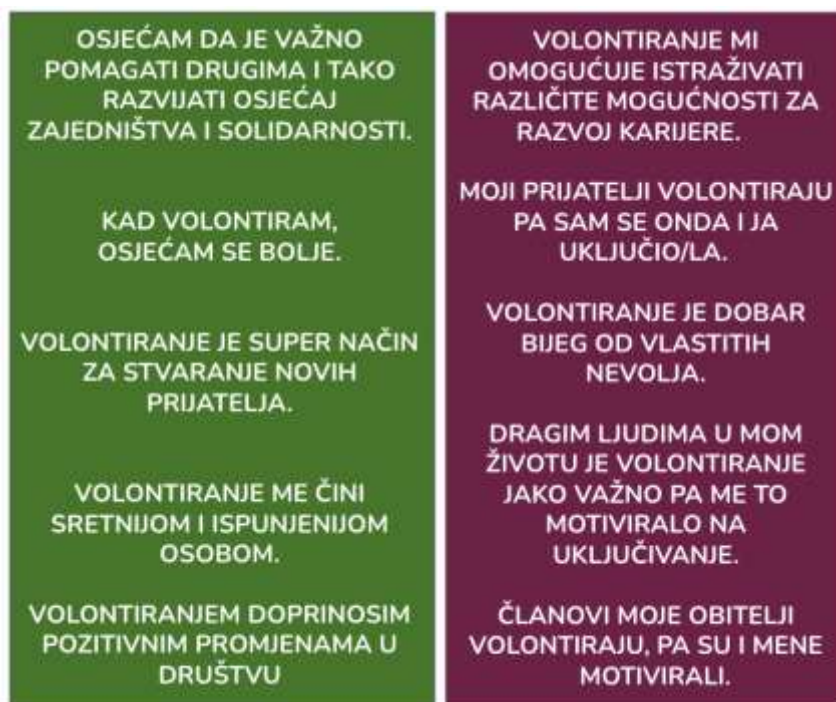 OSJEĆAM DA JE VAŽNO
POMAGATI DRUGIMA I TAKO
RAZVIJATI OSJEĆAJ
ZAJEDNIŠTVA I SOLIDARNOSTI.
KAD VOLONTIRAM,
OSJEĆAM SE BOLJE.
VOLONTIRANJE JE SUPER NAČIN
ZA STVARANJE NOVIH
PRIJATELJA.
VOLONTIRANJE ME ČINI
SRETNIJOM I ISPUNJENIJOM
OSOBOM.
VOLONTIRANJEM DOPRINOSIM
POZITIVNIM PROMJENAMA U
DRUŠTVU
VOLONTIRANJE MI
OMOGUĆUJE ISTRAŽIVATI
RAZLIČITE MOGUĆNOSTI ZA
RAZVOJ KARIJERE.
MOJI PRIJATELJI VOLONTIRAJU
PA SAM SE ONDA I JA
UKLJUČIO/LA.
VOLONTIRANJE JE DOBAR
BIJEG OD VLASTITIH
NEVOLJA.
DRAGIM LJUDIMA U MOM
ŽIVOTU JE VOLONTIRANJE
JAKO VAŽNO PA ME TO
MOTIVIRALO NA
UKLJUČIVANJE.
ČLANOVI MOJE OBITELJI
VOLONTIRAJU, PA SU I MENE
MOTIVIRALI.